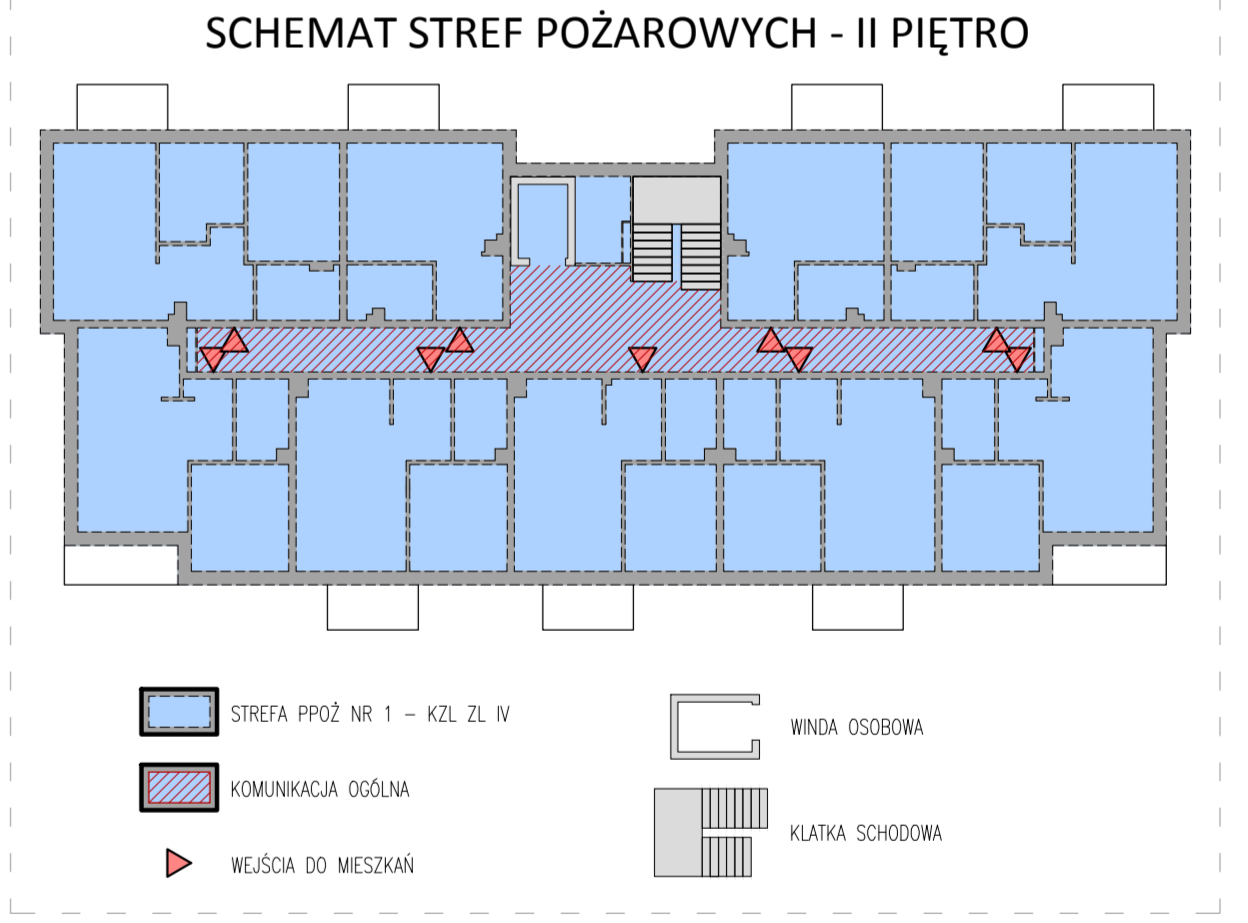 SCHEMAT STREF POŻAROWYCH - II PIĘTRO
STREFA PPOŻ NR 1 – KZL ZL IV
KOMUNIKACJA OGÓLNA
WEJŚCIA DO MIESZKAŃ
WINDA OSOBOWA
KLATKA SCHODOWA